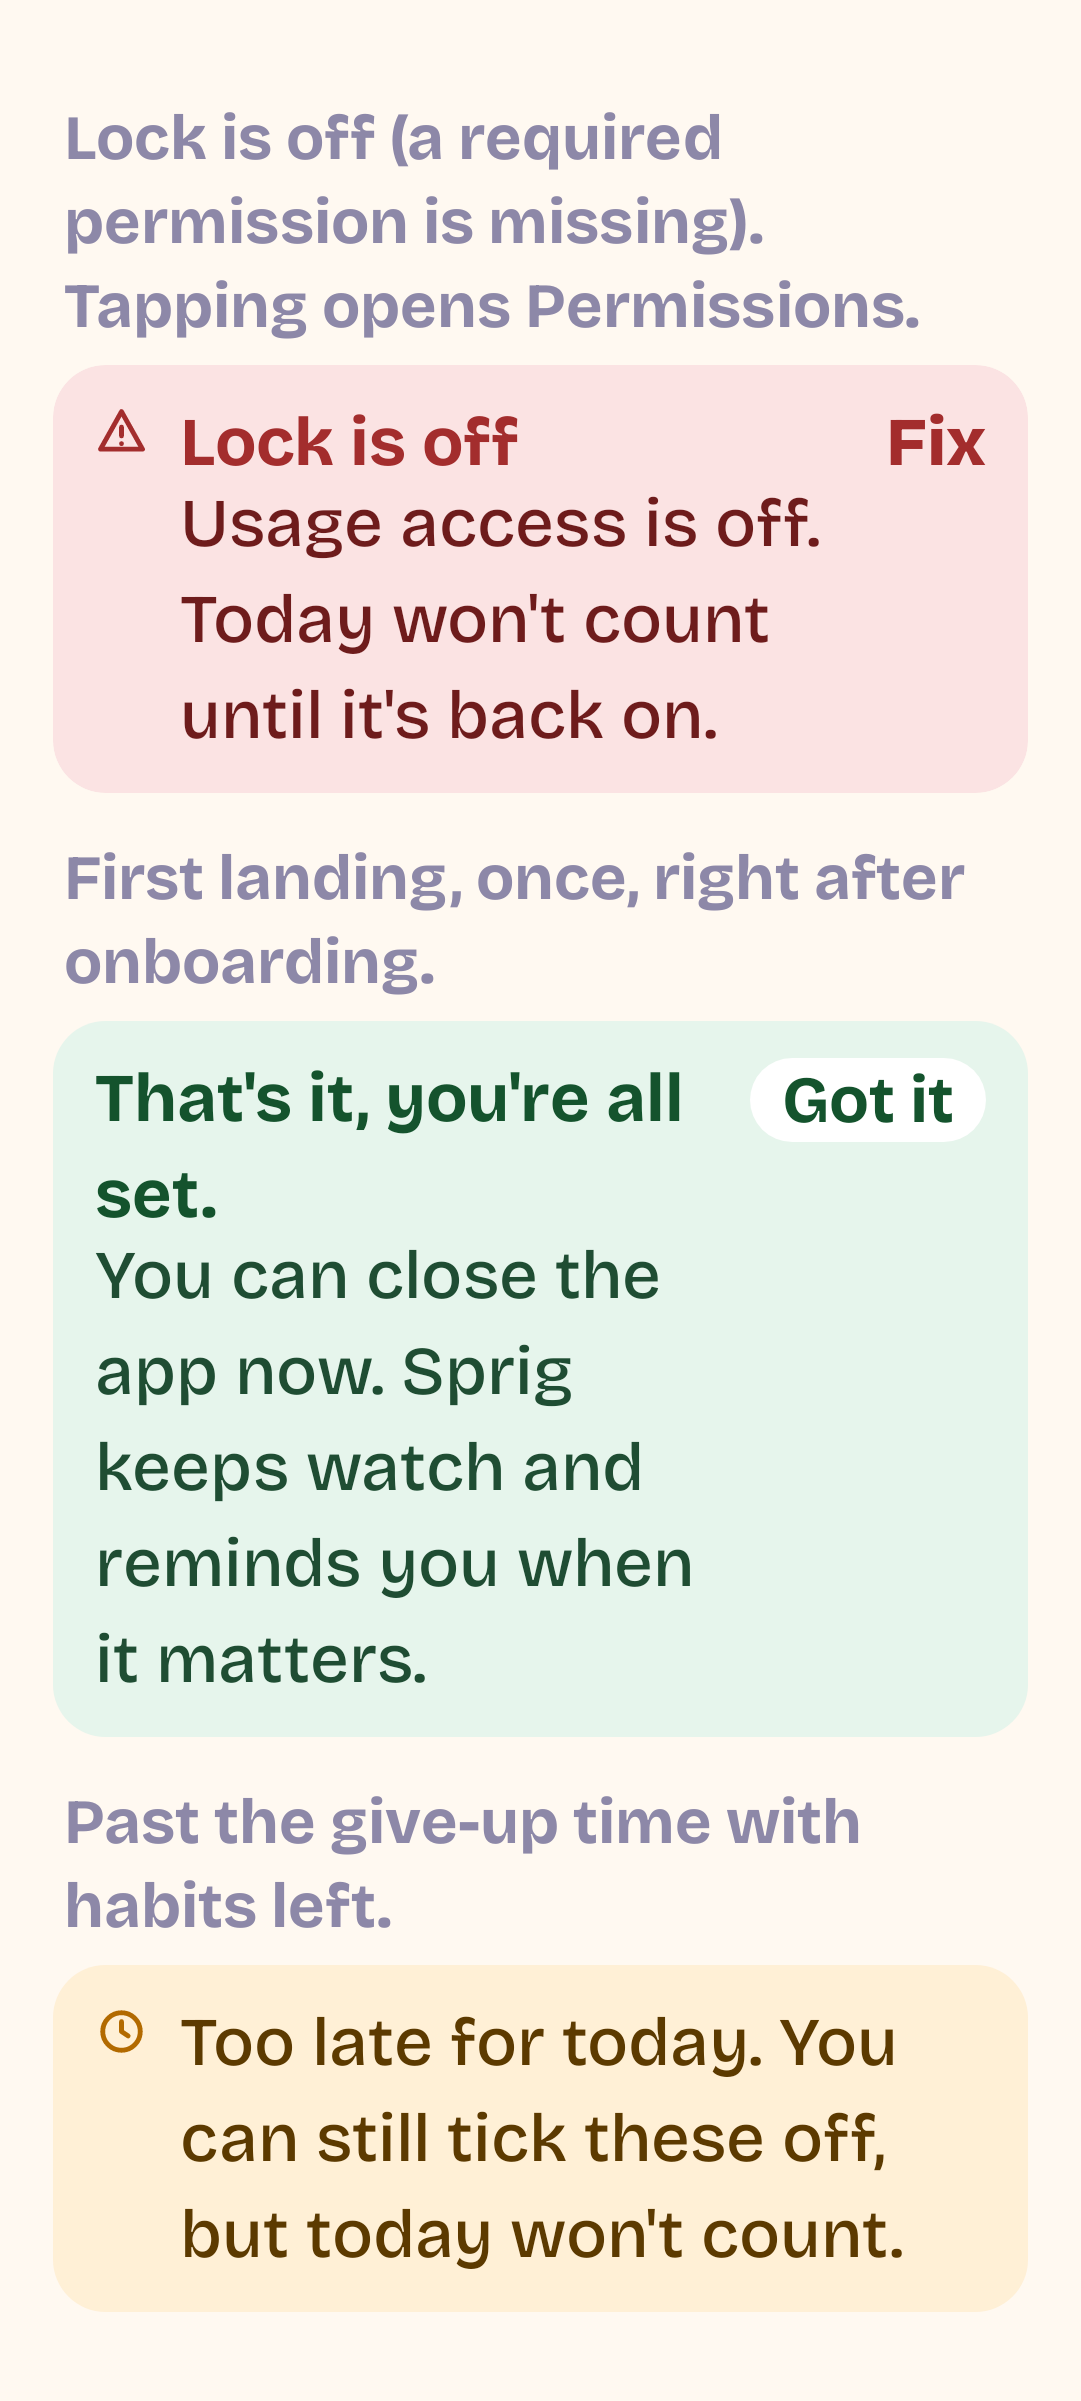 Lock is off (a required
permission is missing).
Tapping opens Permissions.
Lock is off
Fix
Usage access is off.
Today won't count
until it's back on.
First landing, once, right after
onboarding.
That's it, you're all
set.
Got it
You can close the
app now. Sprig
keeps watch and
reminds you when
it matters.
Past the give-up time with
habits left.
Too late for today. You
can still tick these off,
but today won't count.